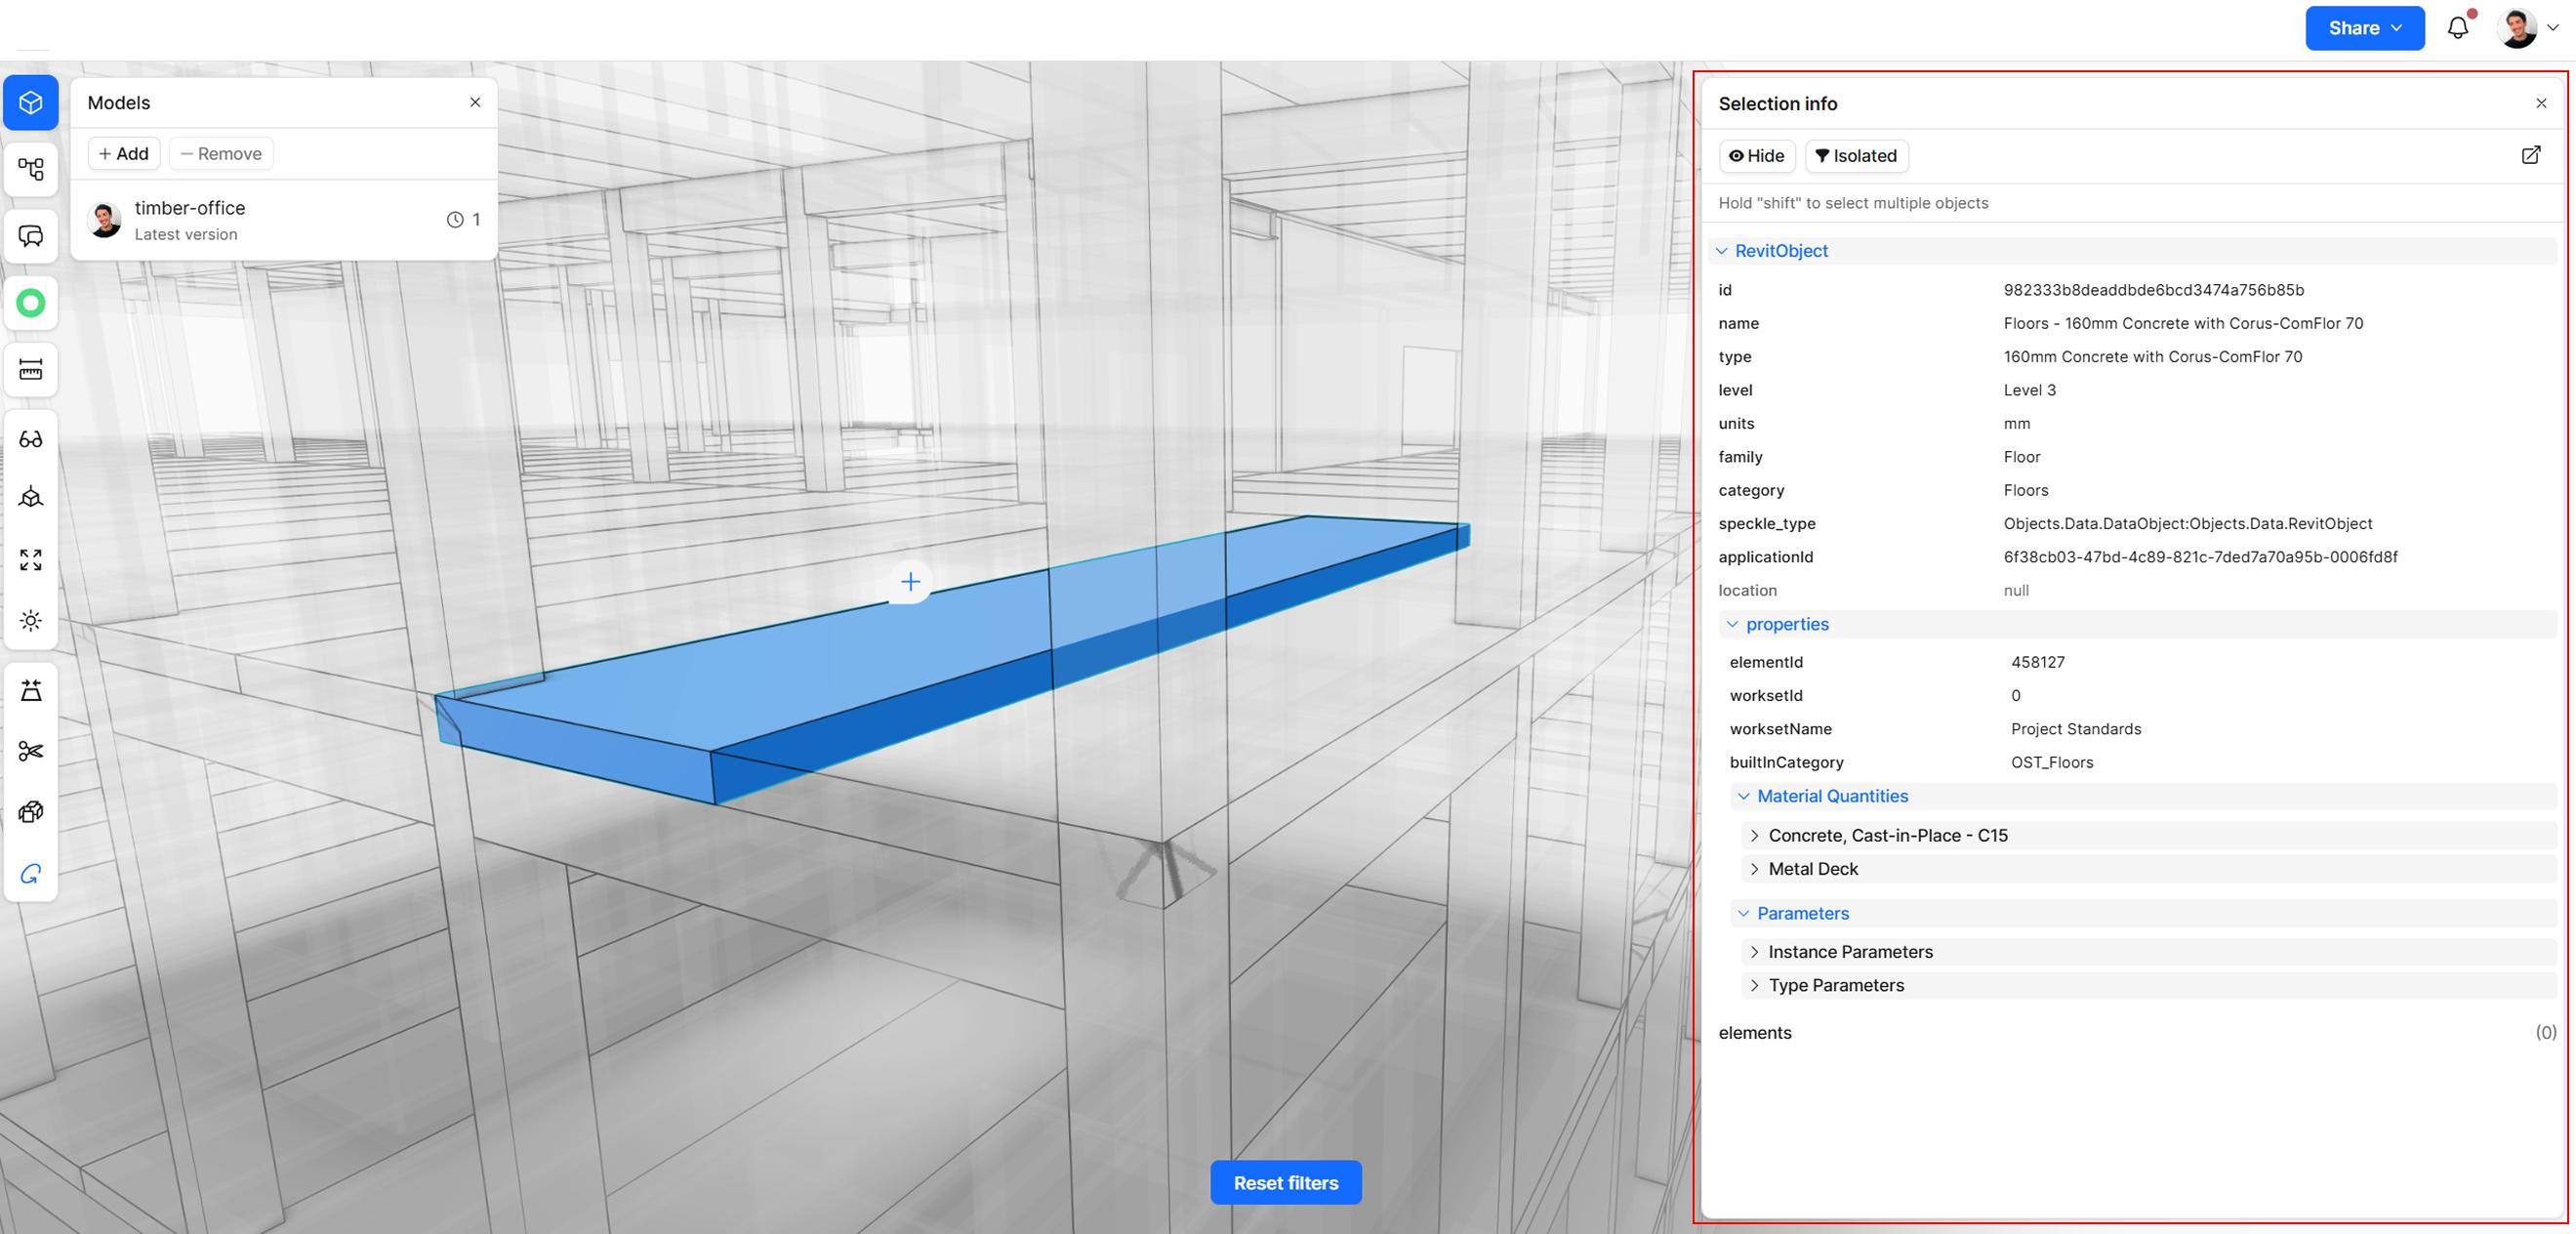 Share
Models
Add
Remove
timber-office
Latest version
1
Selection info
Hide
Isolated
Hold "shift" to select multiple objects
RevitObject
id 982333b8deaddbde6bcd3474a756b85b
name Floors - 160mm Concrete with Corus-ComFlor 70
type 160mm Concrete with Corus-ComFlor 70
level Level 3
units mm
family Floor
category Floors
speckle_type Objects.Data.DataObject:Objects.Data.RevitObject
applicationId 6f38cb03-47bd-4c89-821c-7ded7a70a95b-0006fd8f
location null
properties
elementId 458127
worksetId 0
worksetName Project Standards
builtInCategory OST_Floors
Material Quantities
Concrete, Cast-in-Place - C15
Metal Deck
Parameters
Instance Parameters
Type Parameters
elements (0)
Reset filters